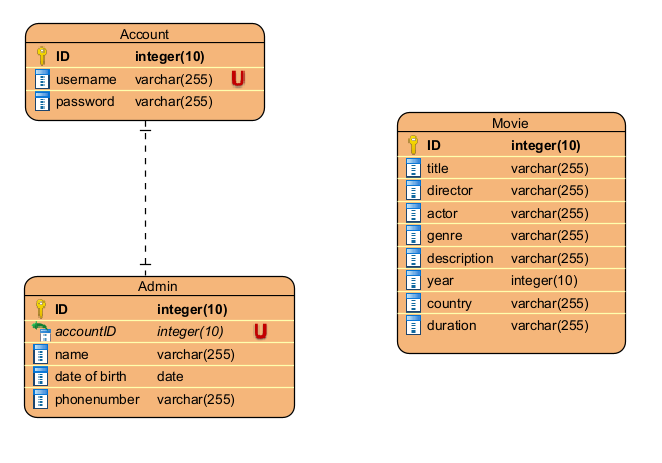 Account
ID integer(10)
username varchar(255) U
password varchar(255)
Admin
ID integer(10)
accountID integer(10) U
name varchar(255)
date of birth date
phonenumber varchar(255)
Movie
ID integer(10)
title varchar(255)
director varchar(255)
actor varchar(255)
genre varchar(255)
description varchar(255)
year integer(10)
country varchar(255)
duration varchar(255)